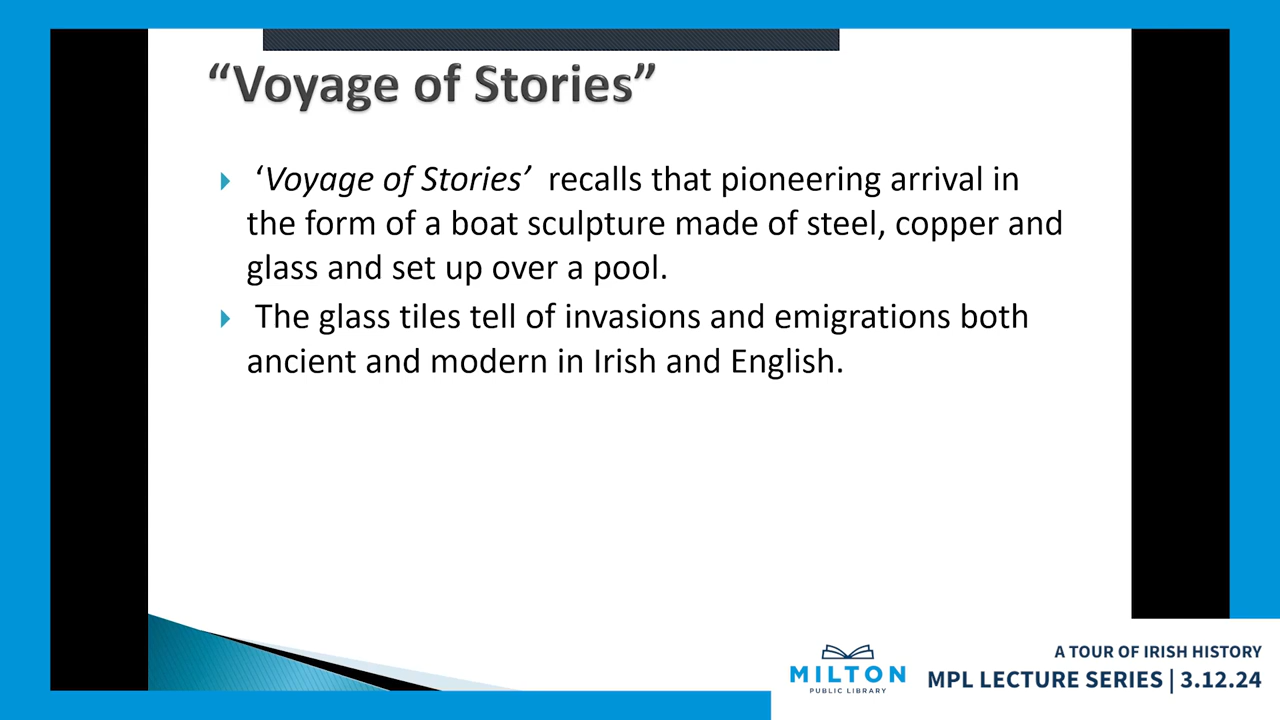 “Voyage of Stories”
‘Voyage of Stories’ recalls that pioneering arrival in
the form of a boat sculpture made of steel, copper and
glass and set up over a pool.
The glass tiles tell of invasions and emigrations both
ancient and modern in Irish and English.
MILTON
PUBLIC LIBRARY
A TOUR OF IRISH HISTORY
MPL LECTURE SERIES | 3.12.24